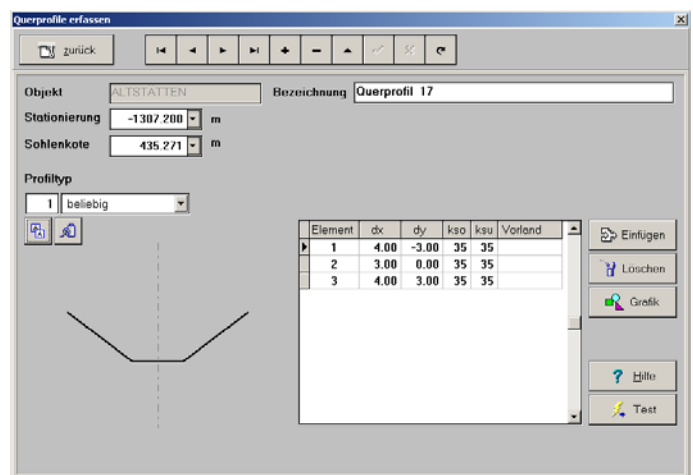 Querprofile erfassen
zurück
Objekt ALTSTATTEN Bezeichnung Querprofil 17
Stationierung -1307.200 m
Sohlenkote 435.271 m
Profiltyp
1 beliebig
Element dx dy kso ksu Vorland
1 4.00 -3.00 35 35
2 3.00 0.00 35 35
3 4.00 3.00 35 35
Einfügen
Löschen
Grafik
Hilfe
Test